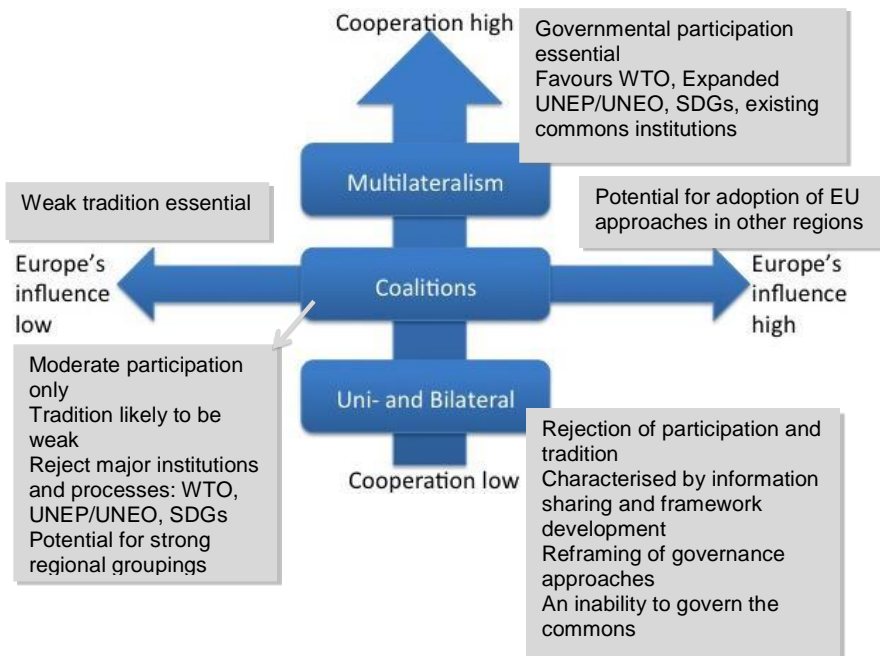 Cooperation high
Governmental participation
essential
Favours WTO, Expanded
UNEP/UNEO, SDGs, existing
commons institutions
Multilateralism
Weak tradition essential
Potential for adoption of EU
approaches in other regions
Europe's
influence
low
Coalitions
Europe's
influence
high
Moderate participation
only
Tradition likely to be
weak
Reject major institutions
and processes: WTO,
UNEP/UNEO, SDGs
Potential for strong
regional groupings
Uni- and Bilateral
Cooperation low
Rejection of participation and
tradition
Characterised by information
sharing and framework
development
Reframing of governance
approaches
An inability to govern the
commons